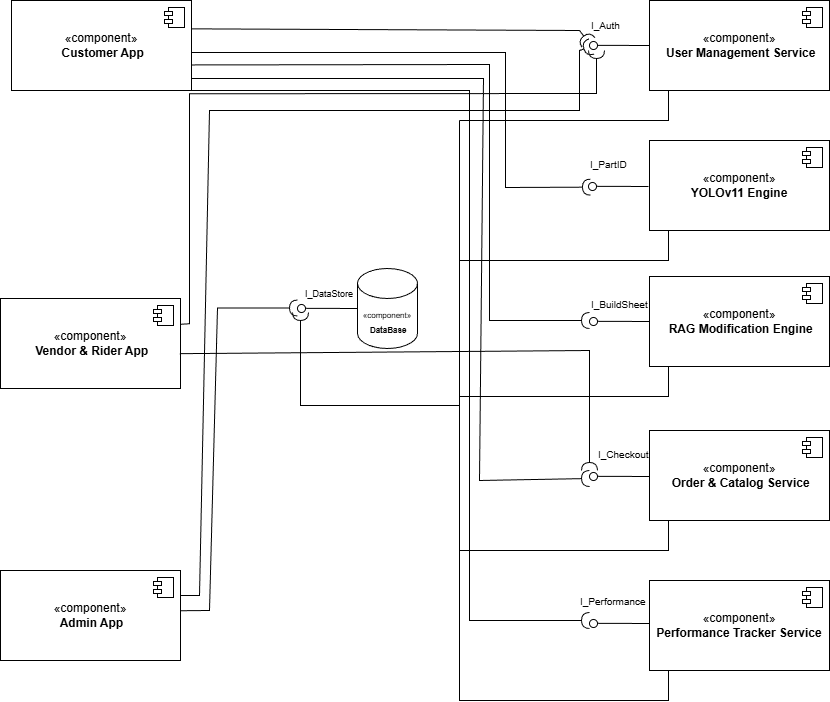 «component»
Customer App
I_Auth
«component»
User Management Service
I_PartID
«component»
YOLOv11 Engine
I_DataStore
«component»
DataBase
I_BuildSheet
«component»
RAG Modification Engine
«component»
Vendor & Rider App
I_Checkout
«component»
Order & Catalog Service
«component»
Admin App
I_Performance
«component»
Performance Tracker Service